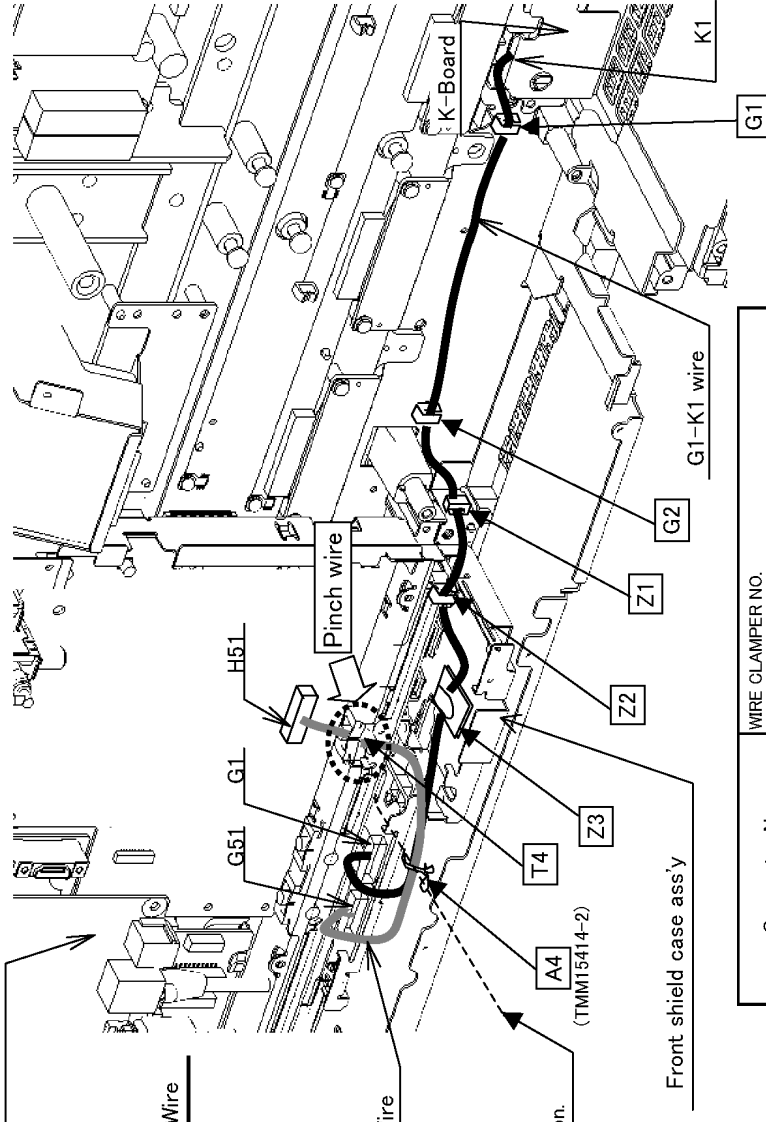 K-Board
K1
G1
G1-K1 wire
G2
Z1
Pinch wire
Z2
H51
Z3
G1
G51
T4
A4
(TMM15414-2)
Front shield case ass'y
Wire
on.
WIRE CLAMPER NO.